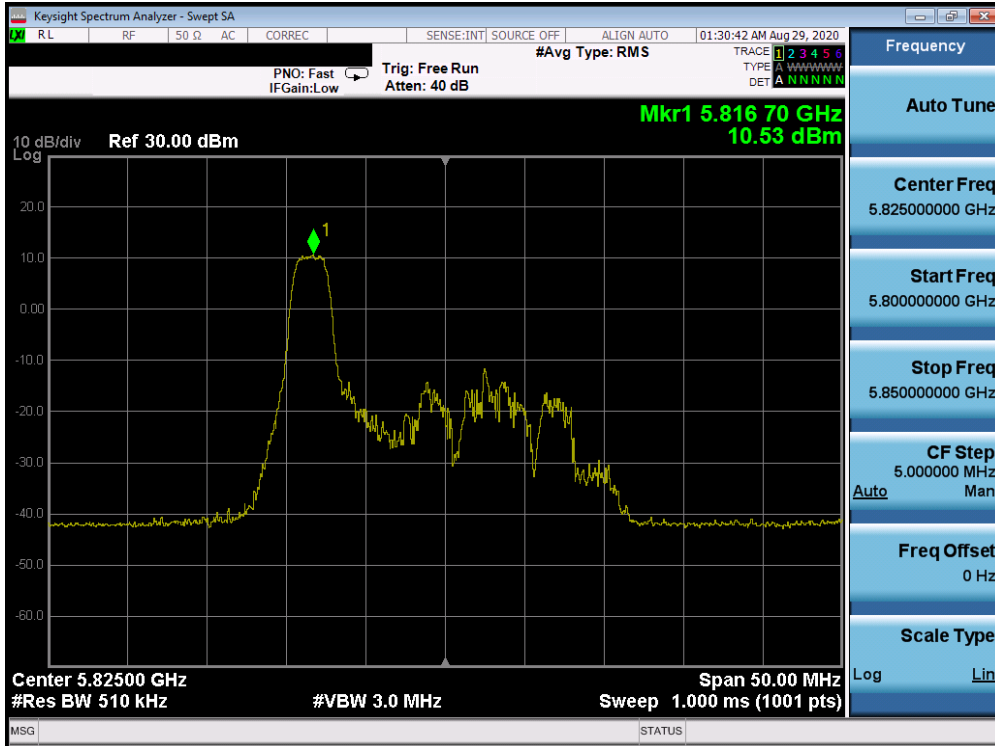 Keysight Spectrum Analyzer - Swept SA
LXI RL RF 50 Ω AC CORREC SENSE:INT SOURCE OFF ALIGN AUTO 01:30:42 AM Aug 29, 2020
#Avg Type: RMS
TRACE 1 2 3 4 5 6
PNO: Fast Trig: Free Run TYPE A WWWWW
IFGain:Low Atten: 40 dB DET A N N N N N
Mkr1 5.816 70 GHz
10.53 dBm
10 dB/div Ref 30.00 dBm
Log
1
20.0
10.0
0.00
-10.0
-20.0
-30.0
-40.0
-50.0
-60.0
Center 5.82500 GHz Span 50.00 MHz
#Res BW 510 kHz #VBW 3.0 MHz Sweep 1.000 ms (1001 pts)
MSG STATUS
Frequency
Auto Tune
Center Freq
5.825000000 GHz
Start Freq
5.800000000 GHz
Stop Freq
5.850000000 GHz
CF Step
5.000000 MHz
Auto Man
Freq Offset
0 Hz
Scale Type
Log Lin